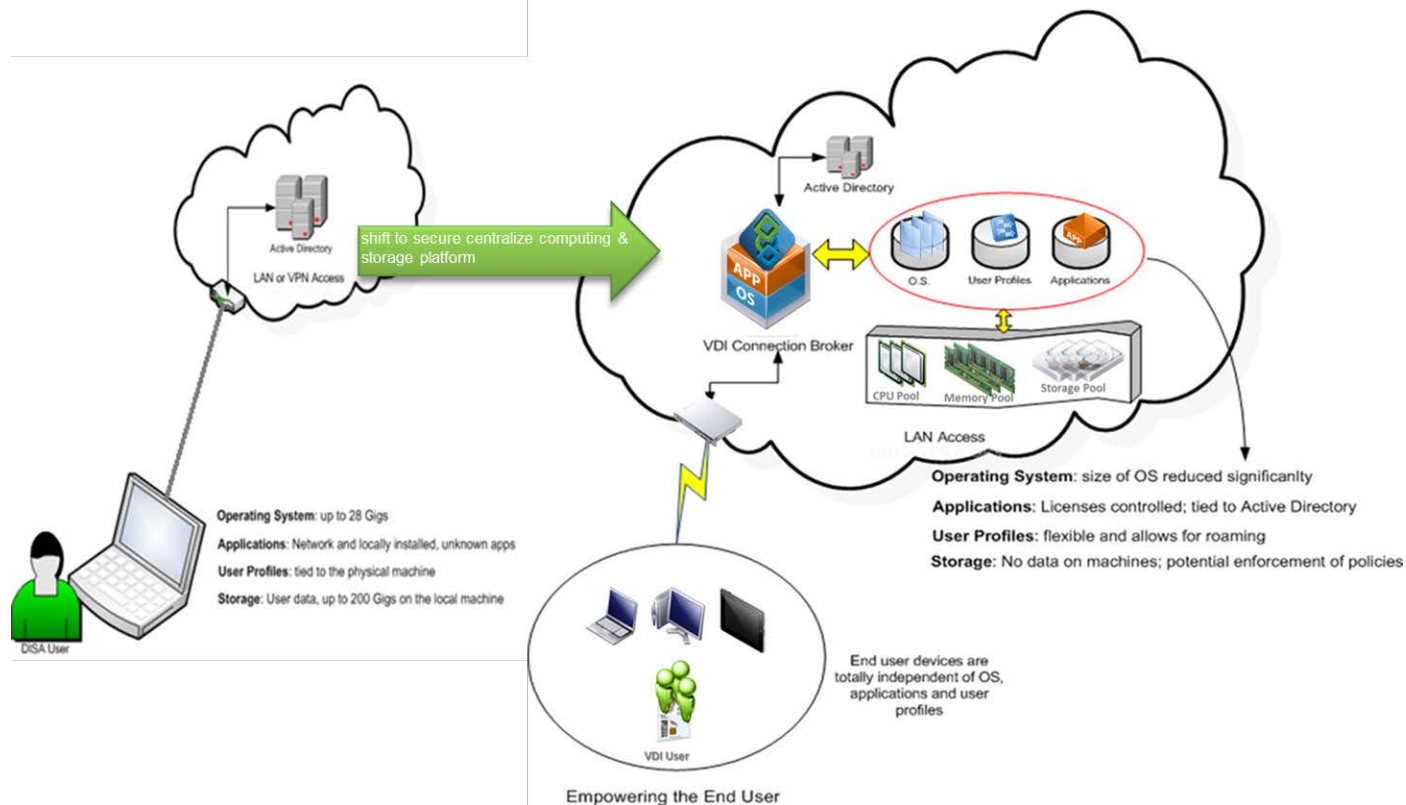 Active Directory
LAN or VPN Access
shift to secure centralize computing &
storage platform
Active Directory
APP
OS
VDI Connection Broker
O.S.
User Profiles
APP
Applications
CPU Pool
Memory Pool
Storage Pool
LAN Access
Operating System: up to 28 Gigs
Applications: Network and locally installed, unknown apps
User Profiles: tied to the physical machine
Storage: User data, up to 200 Gigs on the local machine
DISA User
Operating System: size of OS reduced significanlty
Applications: Licenses controlled; tied to Active Directory
User Profiles: flexible and allows for roaming
Storage: No data on machines; potential enforcement of policies
End user devices are
totally independent of OS,
applications and user
profiles
VDI User
Empowering the End User